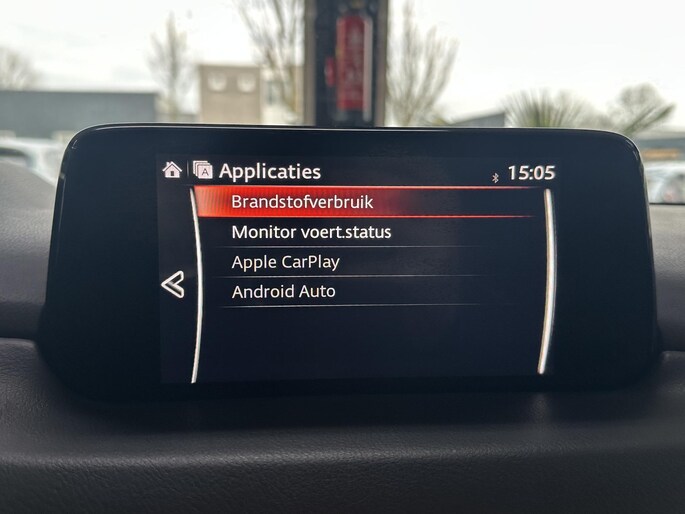 A Applicaties 15:05
Brandstofverbruik
Monitor voert.status
Apple CarPlay
Android Auto